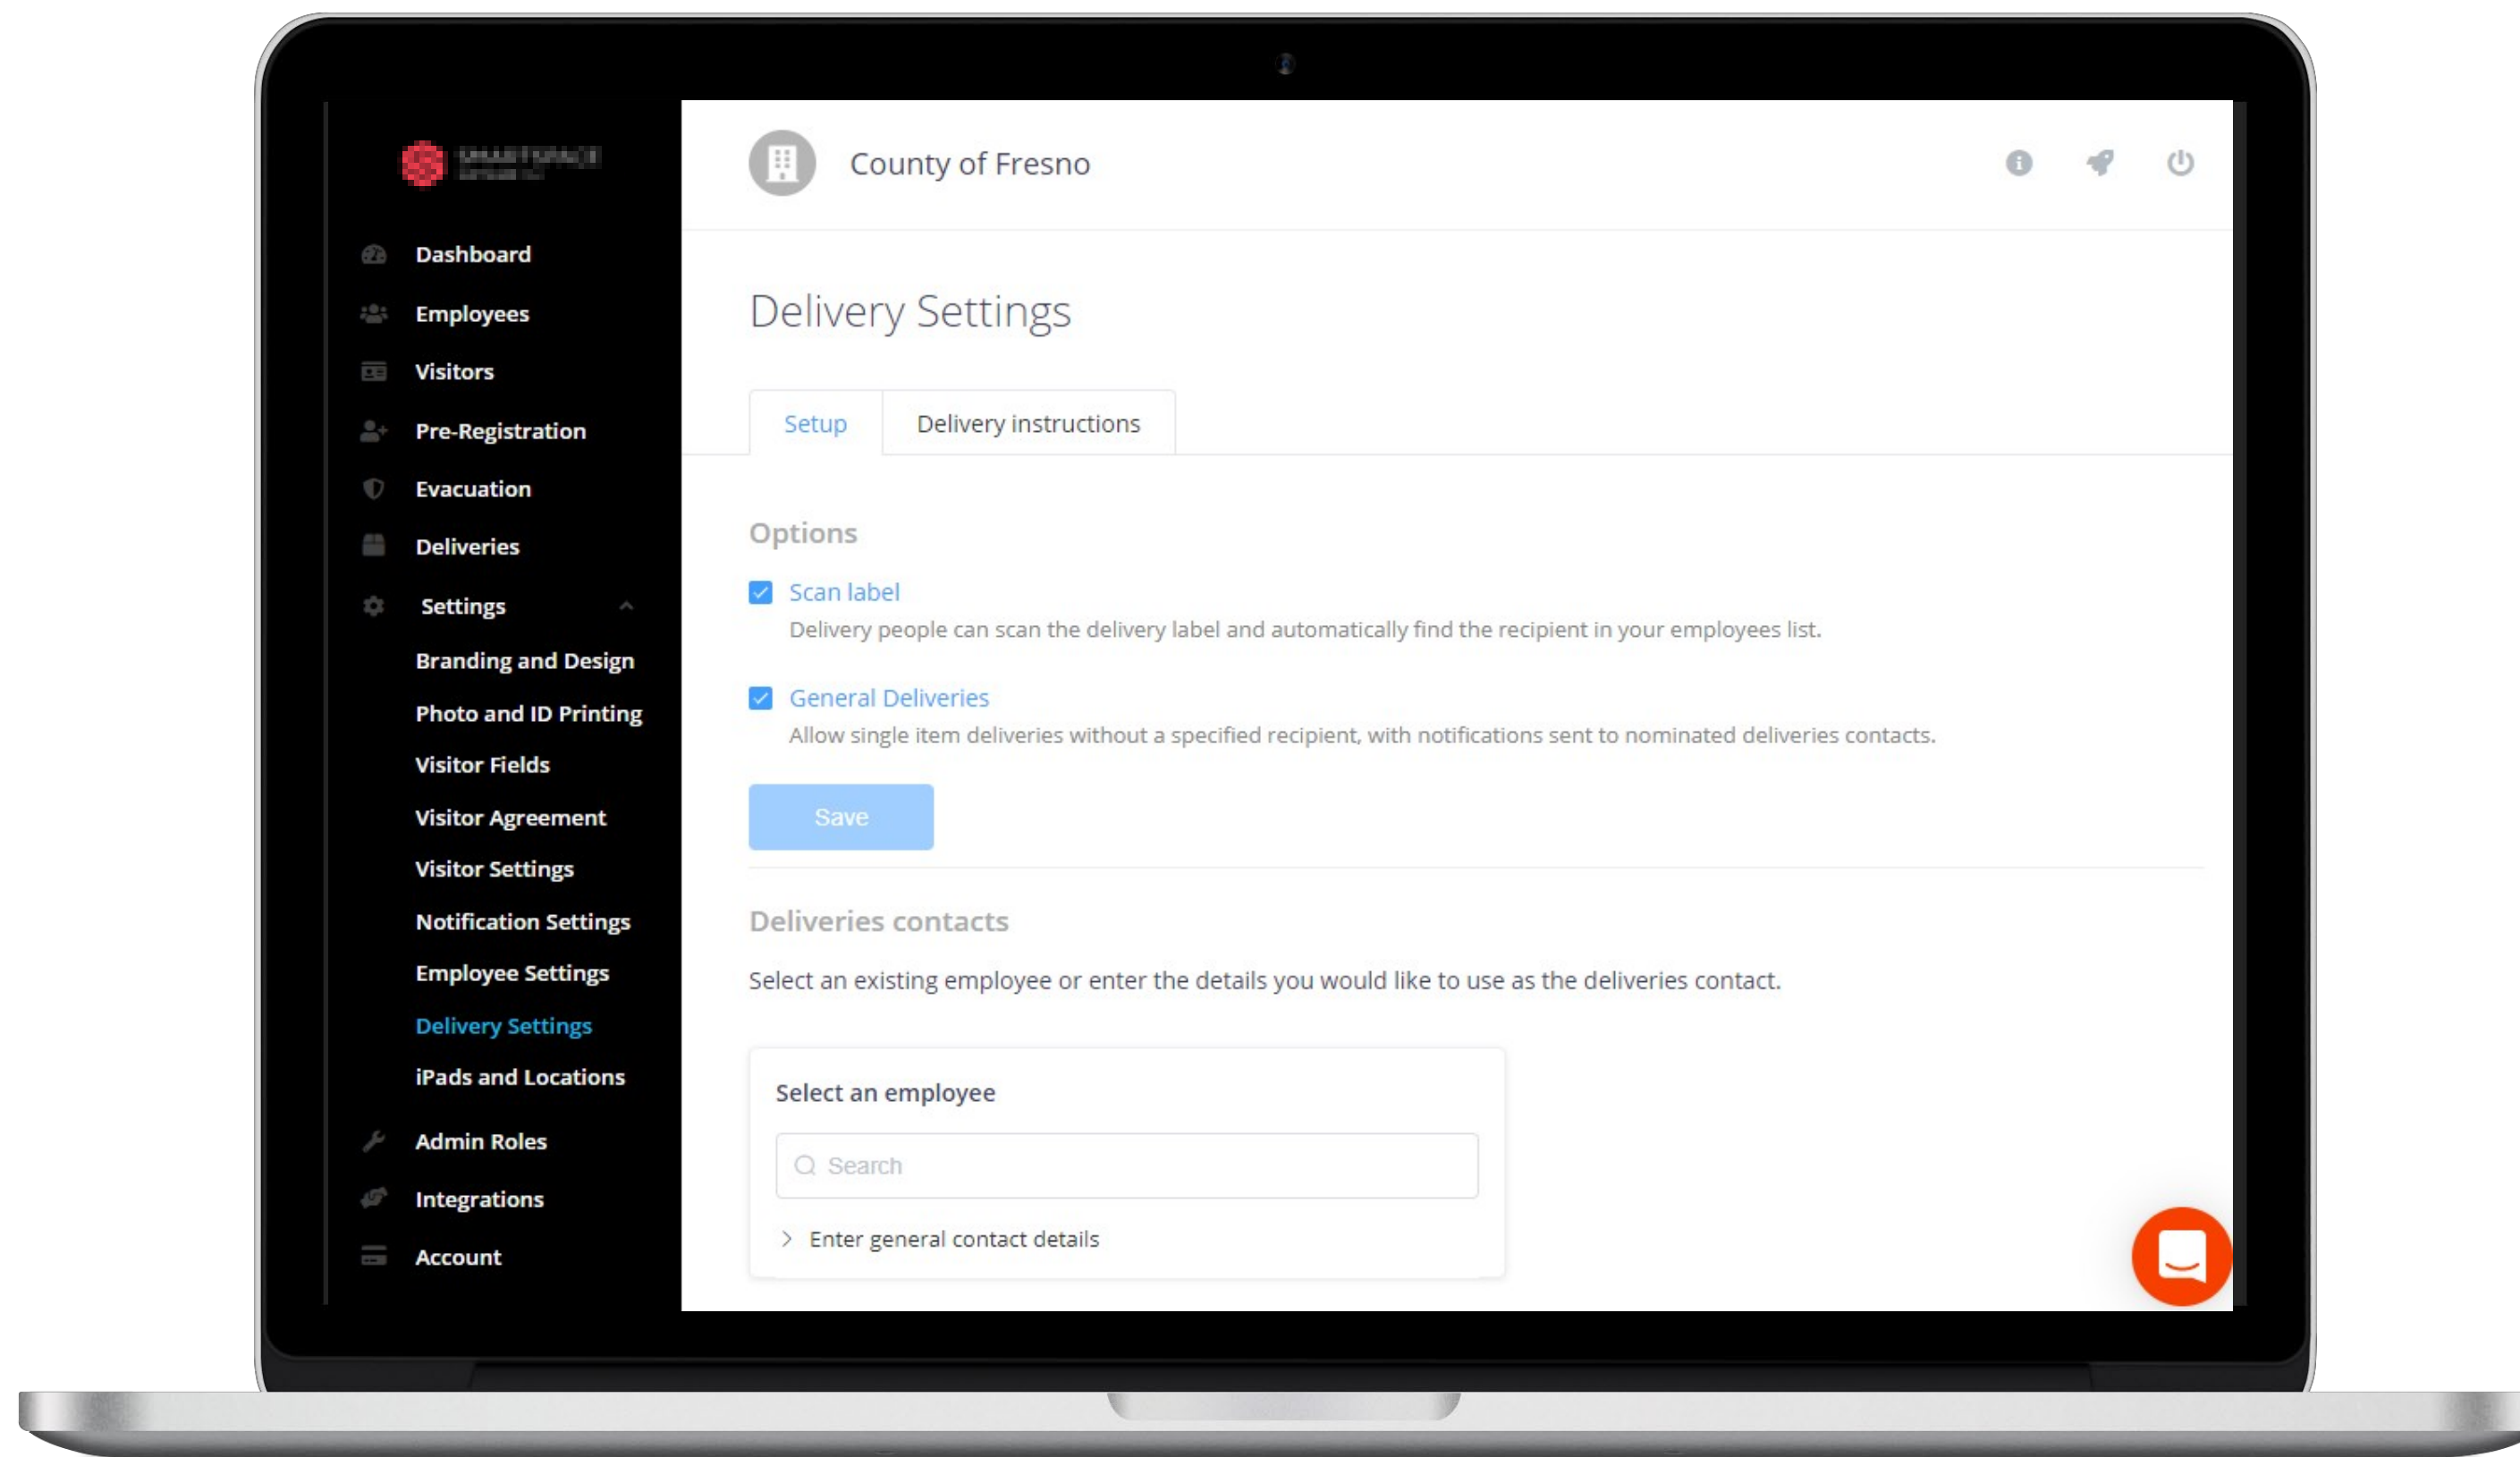 Dashboard
Employees
Visitors
Pre-Registration
Evacuation
Deliveries
Settings
Branding and Design
Photo and ID Printing
Visitor Fields
Visitor Agreement
Visitor Settings
Notification Settings
Employee Settings
Delivery Settings
iPads and Locations
Admin Roles
Integrations
Account
County of Fresno
Delivery Settings
Setup
Delivery instructions
Options
Scan label
Delivery people can scan the delivery label and automatically find the recipient in your employees list.
General Deliveries
Allow single item deliveries without a specified recipient, with notifications sent to nominated deliveries contacts.
Save
Deliveries contacts
Select an existing employee or enter the details you would like to use as the deliveries contact.
Select an employee
Search
Enter general contact details